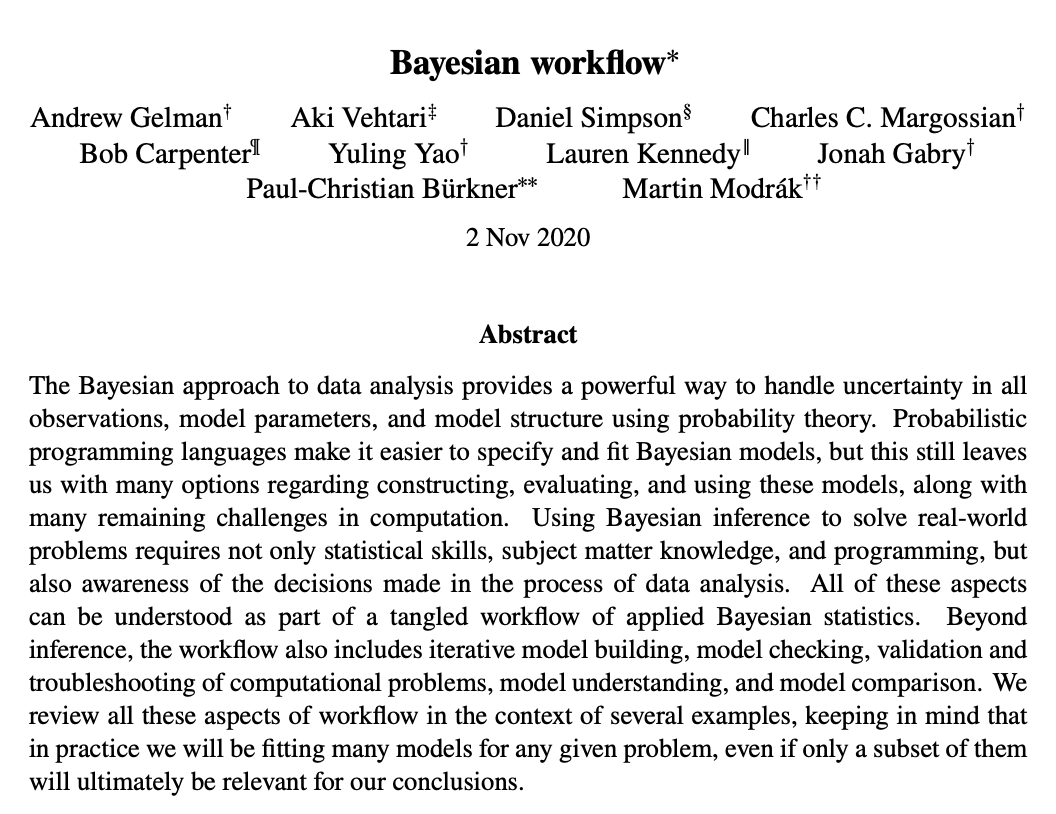 Bayesian workflow*
Andrew Gelman† Aki Vehtari‡ Daniel Simpson§ Charles C. Margossian†
Bob Carpenter¶ Yuling Yao† Lauren Kennedy‖ Jonah Gabry†
Paul-Christian Bürkner** Martin Modrák††
2 Nov 2020
Abstract
The Bayesian approach to data analysis provides a powerful way to handle uncertainty in all
observations, model parameters, and model structure using probability theory. Probabilistic
programming languages make it easier to specify and fit Bayesian models, but this still leaves
us with many options regarding constructing, evaluating, and using these models, along with
many remaining challenges in computation. Using Bayesian inference to solve real-world
problems requires not only statistical skills, subject matter knowledge, and programming, but
also awareness of the decisions made in the process of data analysis. All of these aspects
can be understood as part of a tangled workflow of applied Bayesian statistics. Beyond
inference, the workflow also includes iterative model building, model checking, validation and
troubleshooting of computational problems, model understanding, and model comparison. We
review all these aspects of workflow in the context of several examples, keeping in mind that
in practice we will be fitting many models for any given problem, even if only a subset of them
will ultimately be relevant for our conclusions.